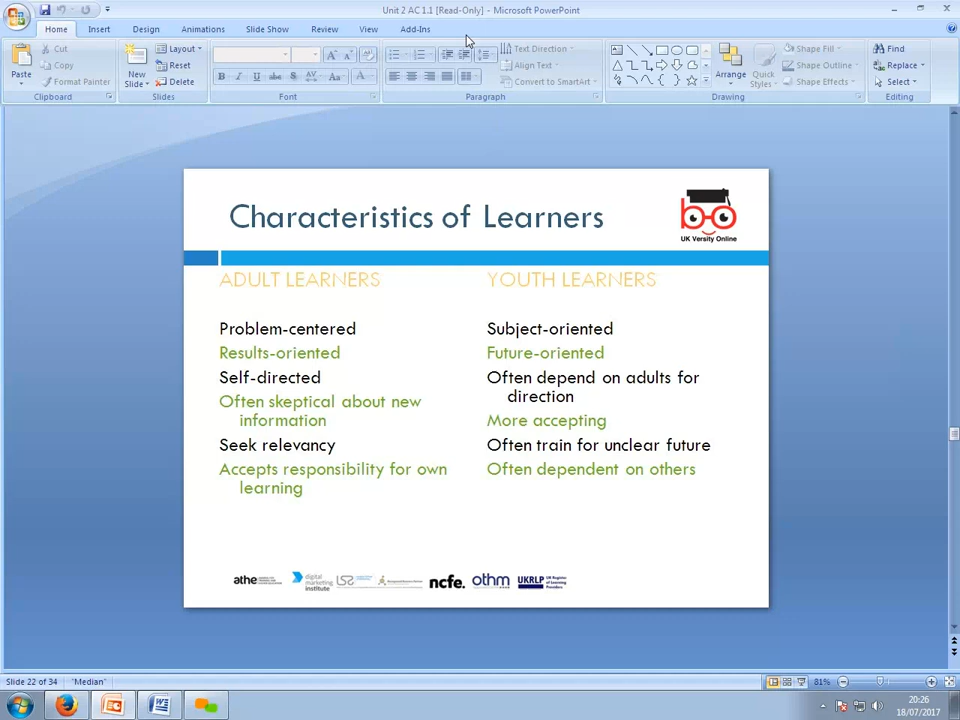 Unit 2 AC 1.1 [Read-Only] - Microsoft PowerPoint
Home Insert Design Slide Show Animations Review View Add-Ins
Paste
Cut
Copy
Format Painter
Clipboard
New
Slide
Layout
Reset
Delete
Slides
Font
Text Direction
Align Text
Convert to SmartArt
Paragraph
Arrange
Quick
Styles
Shape Fill
Shape Outline
Shape Effects
Drawing
Find
Replace
Select
Editing
Characteristics of Learners
UK Versity Online
ADULT LEARNERS
Problem-centered
Results-oriented
Self-directed
Often skeptical about new
information
Seek relevancy
Accepts responsibility for own
learning
YOUTH LEARNERS
Subject-oriented
Future-oriented
Often depend on adults for
direction
More accepting
Often train for unclear future
Often dependent on others
athe
digital
marketing
institute
ncfe.
othm
UKRLP UK Register
of Learning
Providers
Slide 22 of 34 "Median" 81%
20:26
18/07/2017